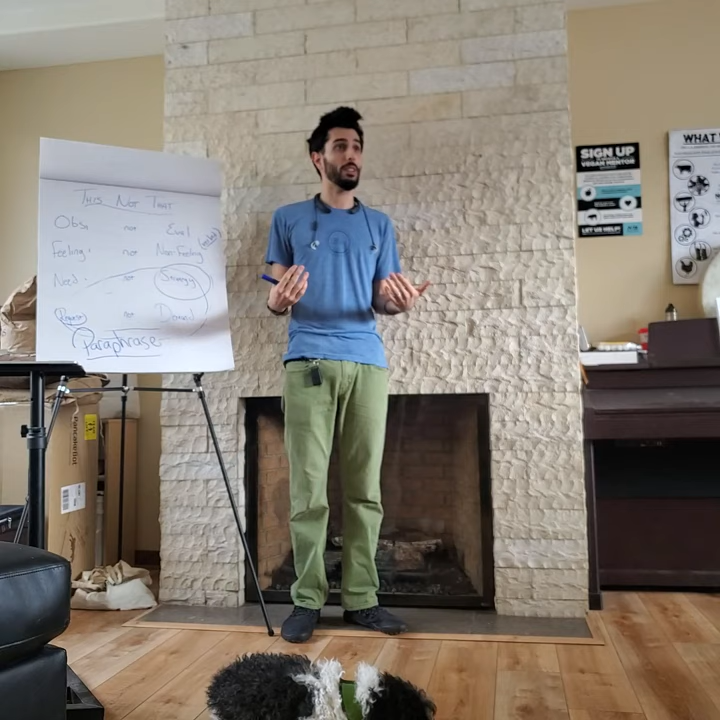 THIS NOT THAT
Obs. not Eval
Feeling. not Non-Feeling
Need. not Strategy
Request not Demand
Paraphrase
SIGN UP
VEGAN MENTOR
LET US HELP!
WHAT
Pancakebot